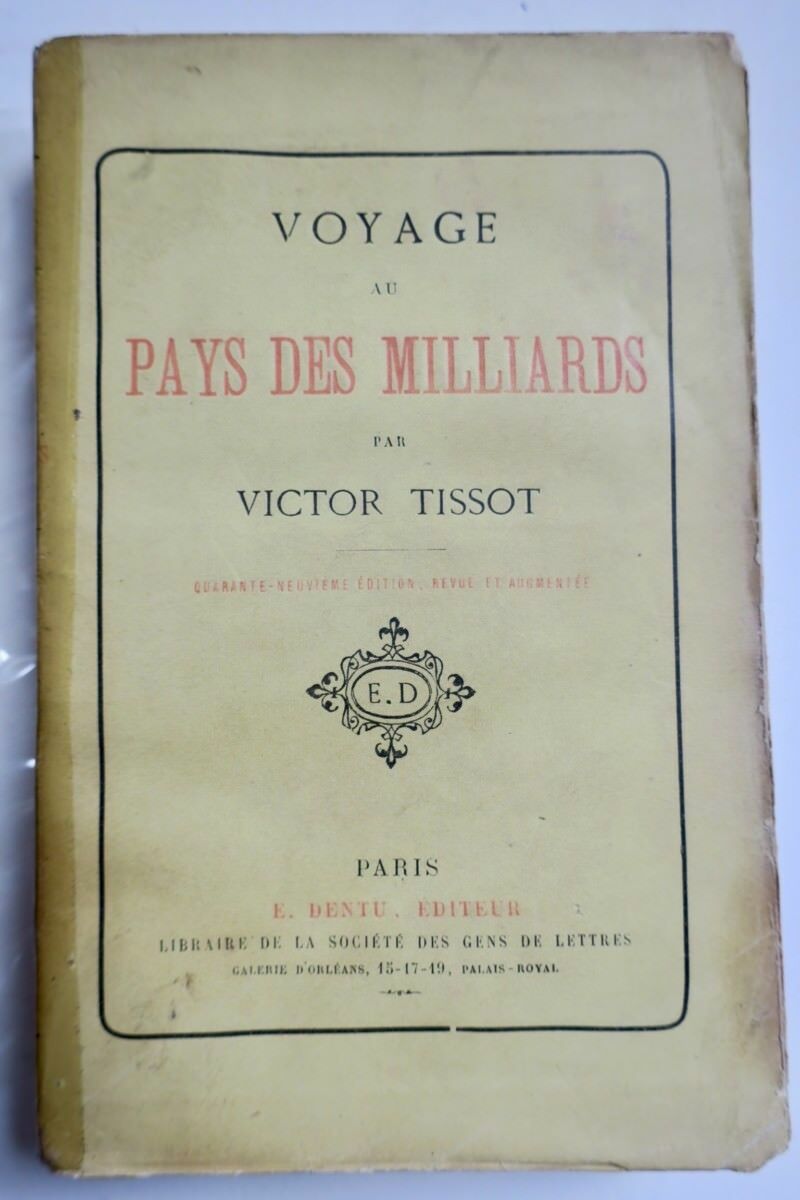 VOYAGE
AU
PAYS DES MILLIARDS
PAR
VICTOR TISSOT
QUARANTE-NEUVIÈME ÉDITION, REVUE ET AUGMENTÉE
E.D
PARIS
E. DENTU, EDITEUR
LIBRAIRE DE LA SOCIÉTÉ DES GENS DE LETTRES
GALERIE D'ORLÉANS, 15-17-19, PALAIS-ROYAL